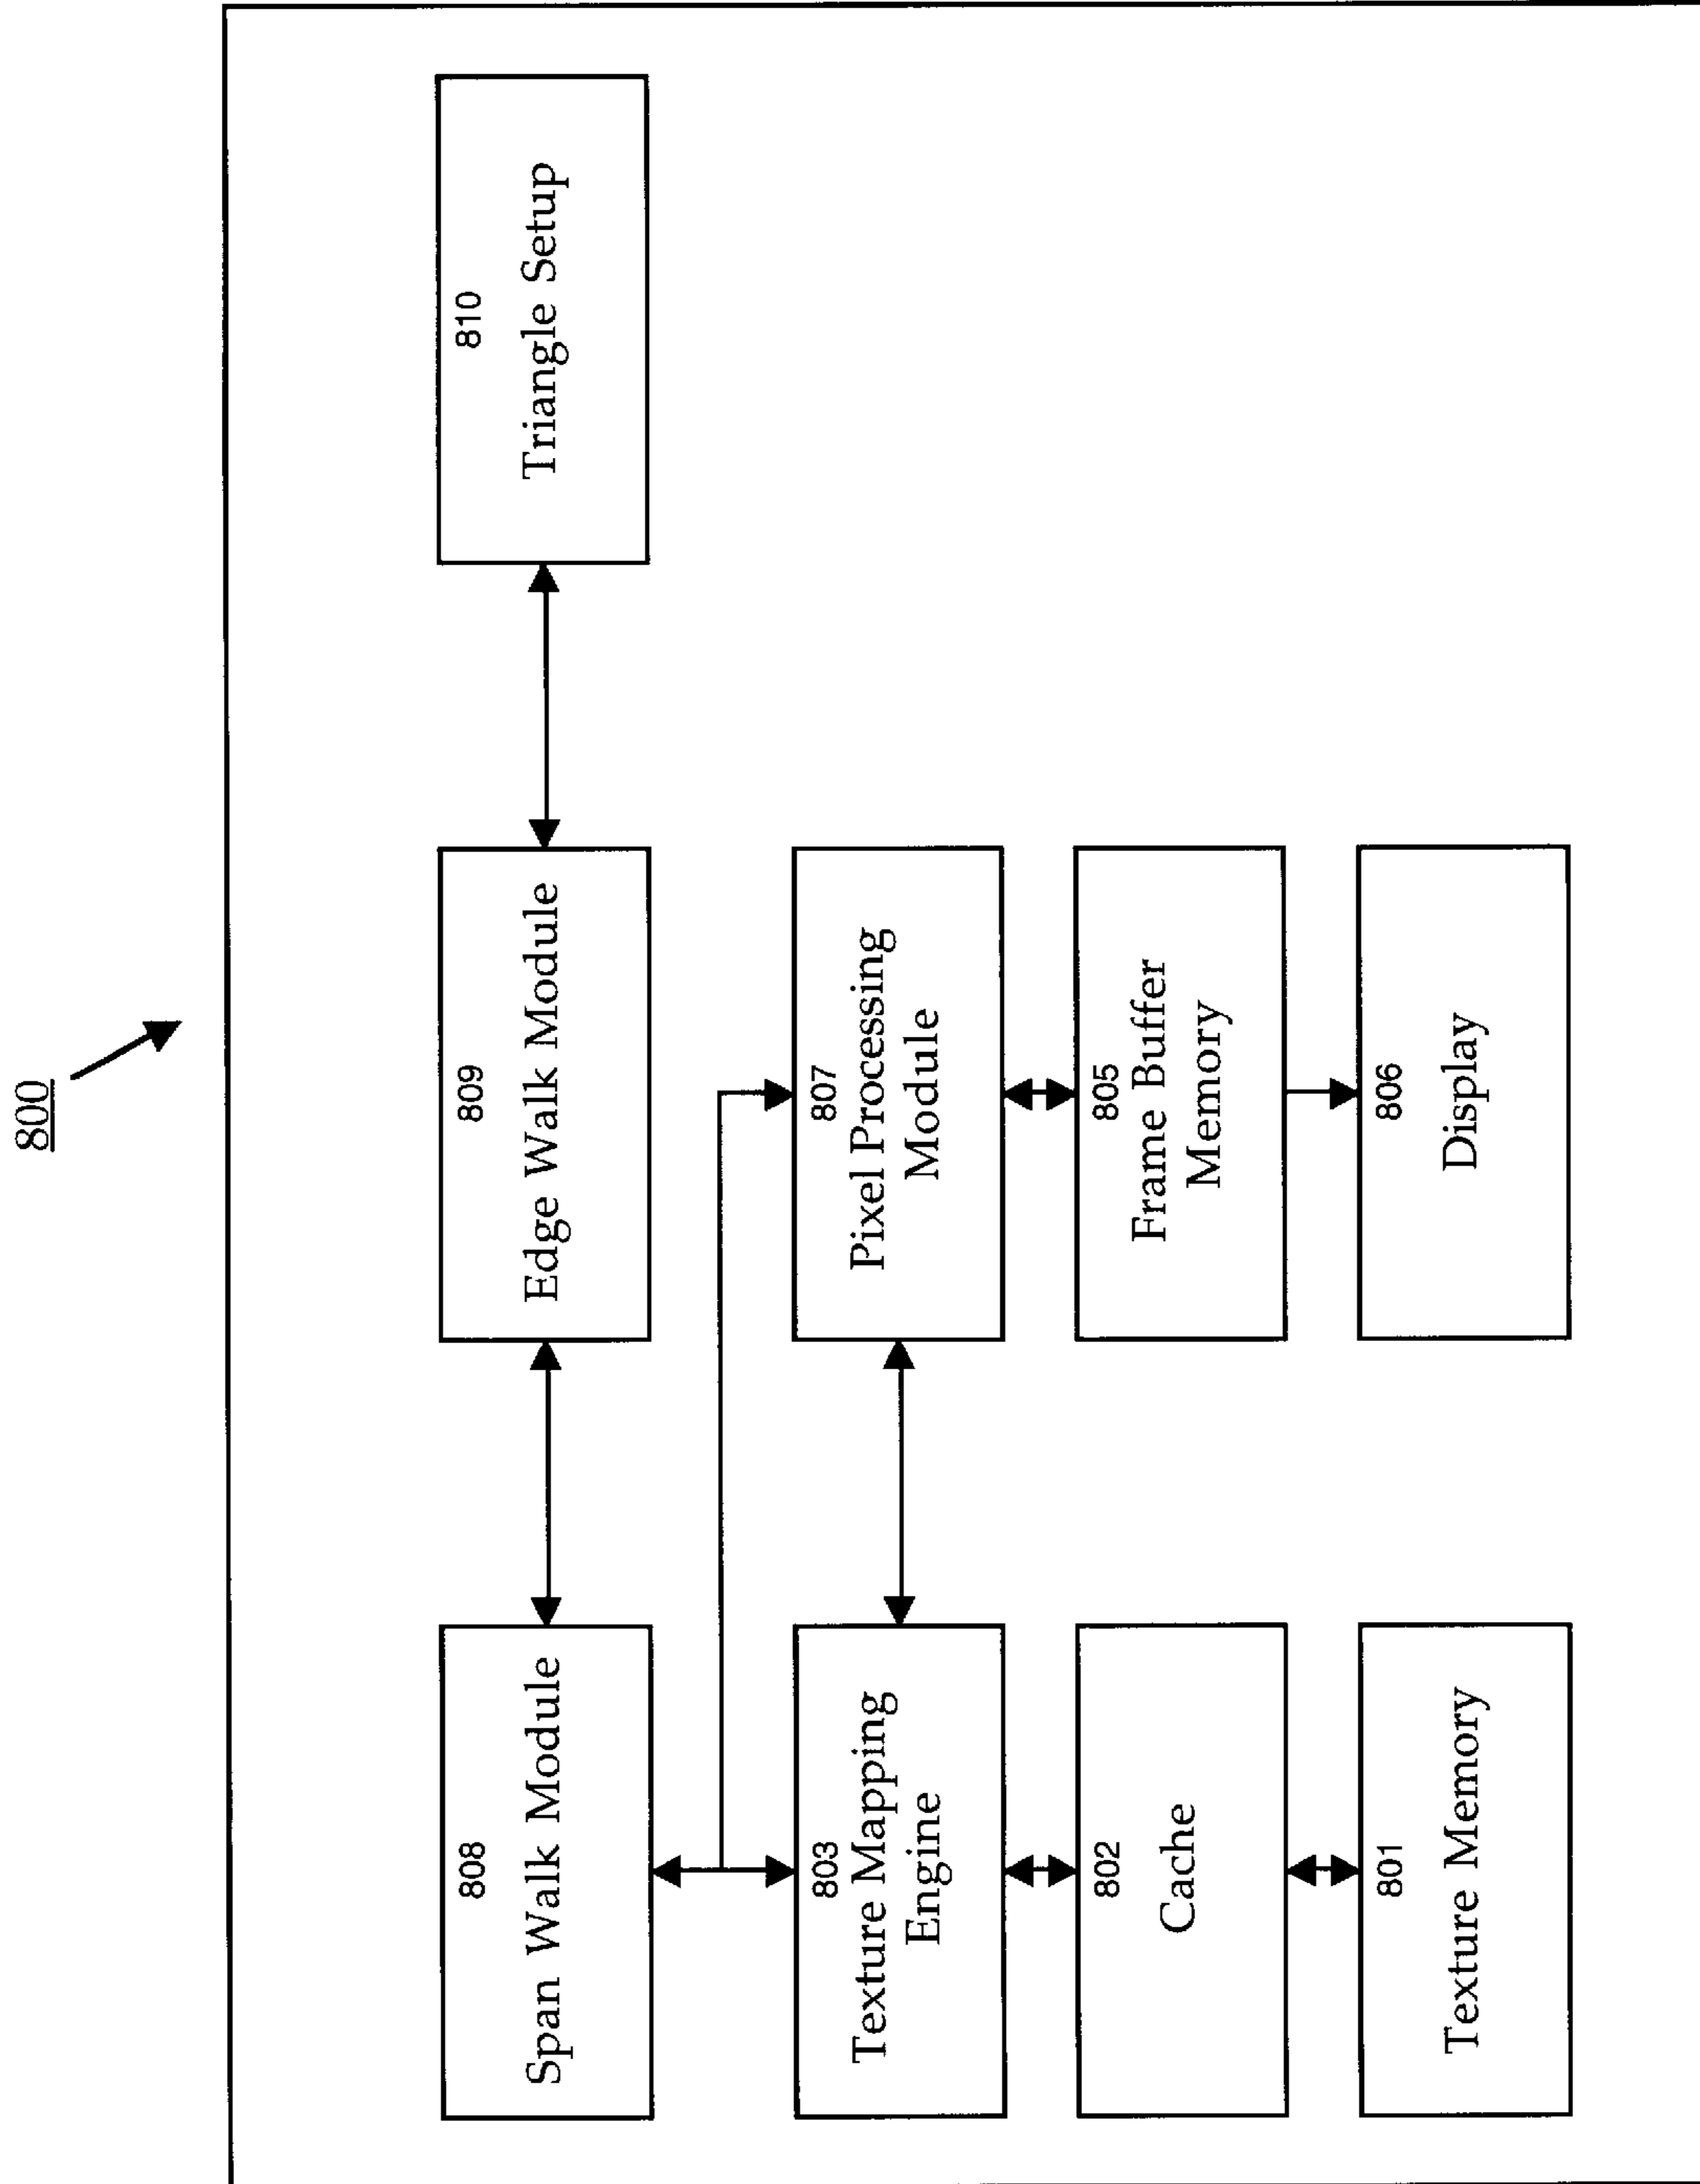 800
808
Span Walk Module
809
Edge Walk Module
810
Triangle Setup
803
Texture Mapping
Engine
807
Pixel Processing
Module
802
Cache
805
Frame Buffer
Memory
801
Texture Memory
806
Display